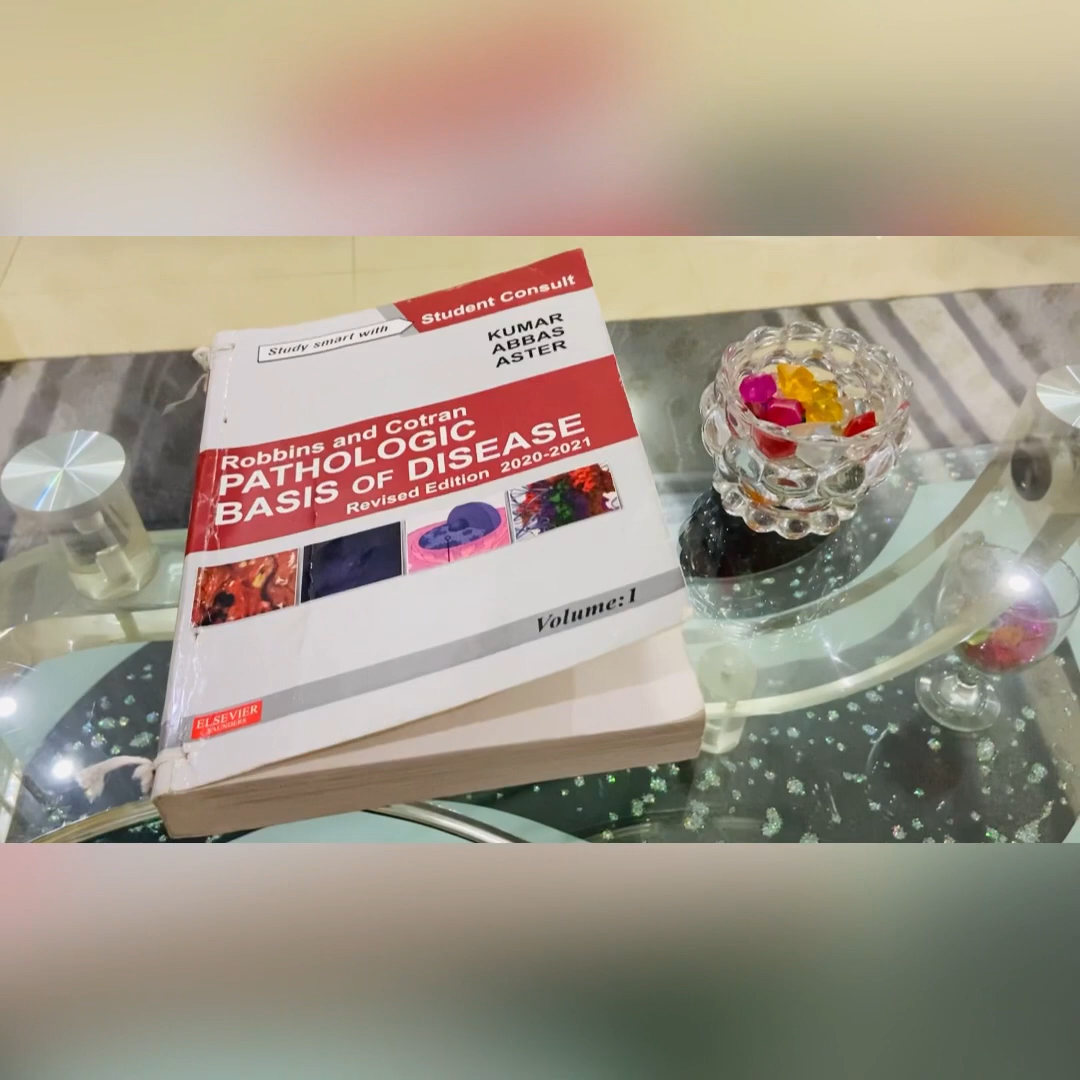 Study smart with
Student Consult
KUMAR
ABBAS
ASTER
Robbins and Cotran
PATHOLOGIC
BASIS OF DISEASE
Revised Edition 2020-2021
Volume:1
ELSEVIER
SAUNDERS